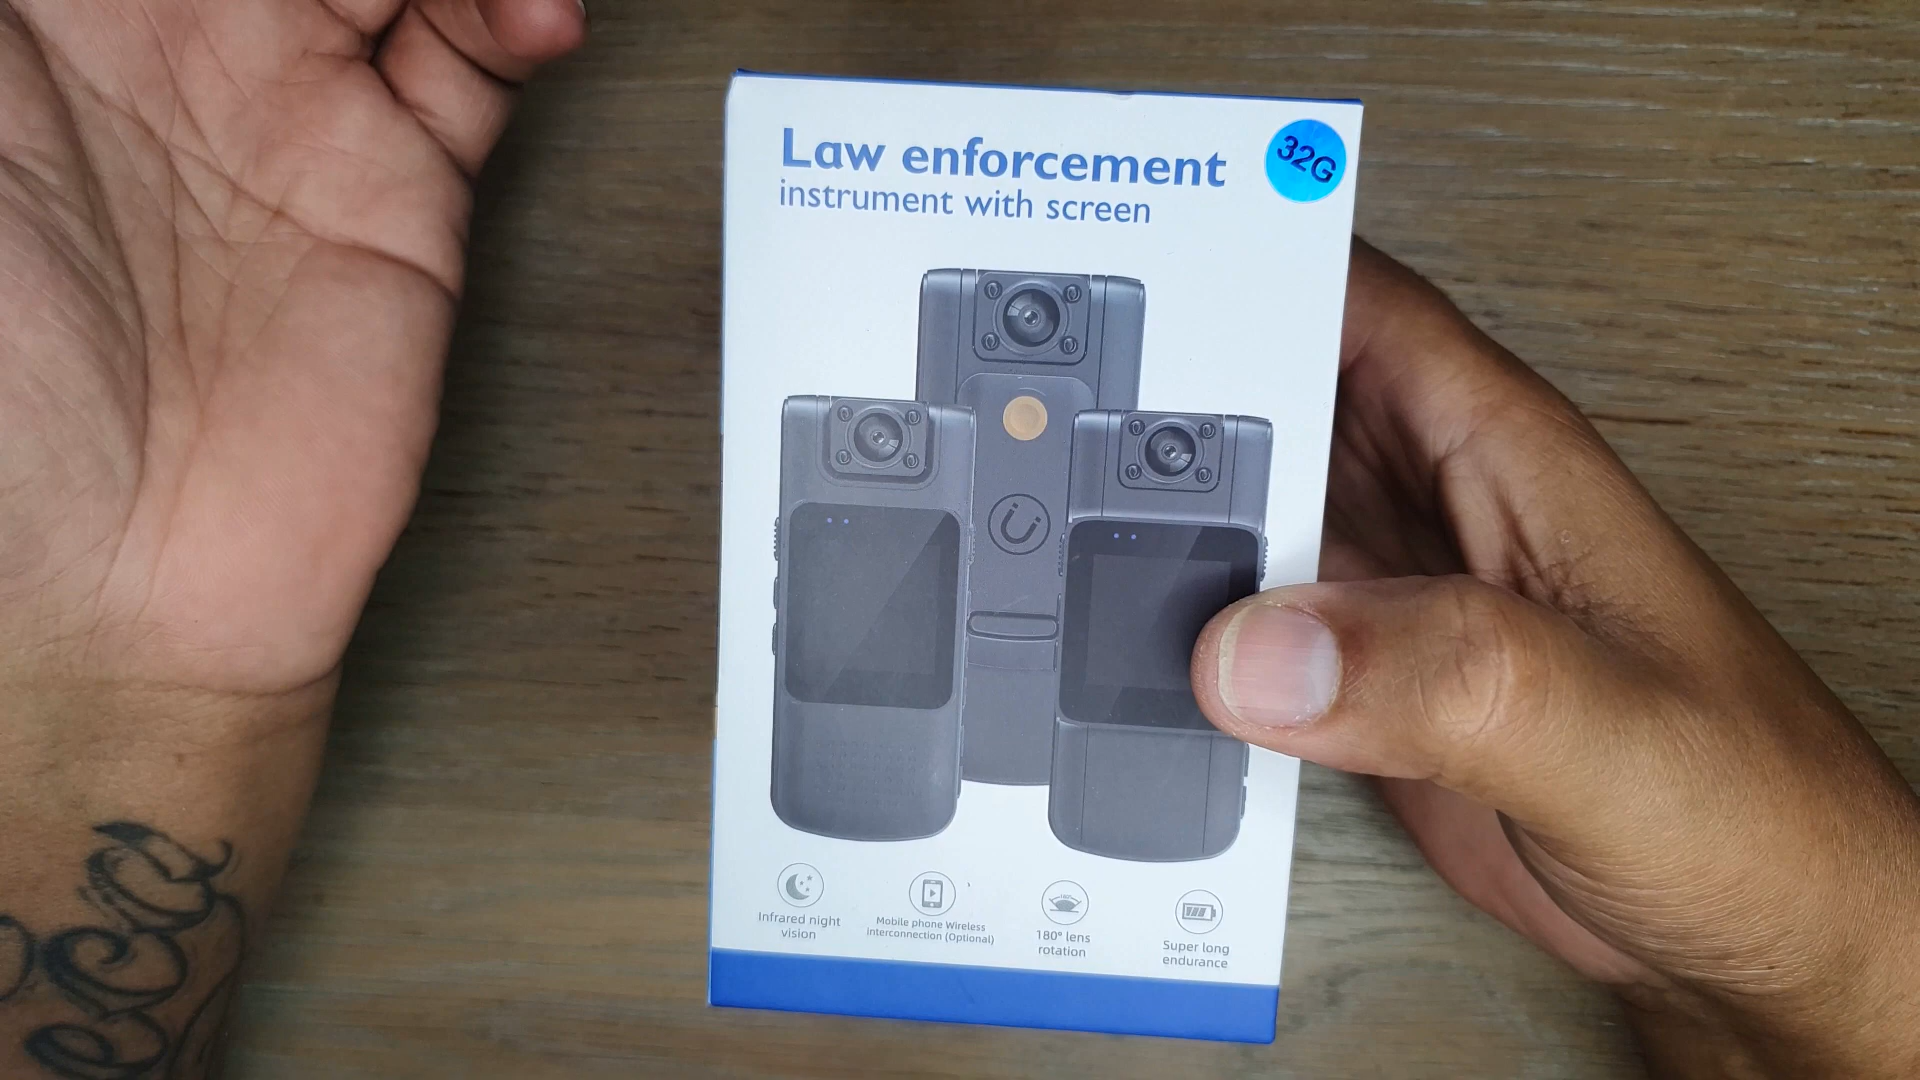 Law enforcement
instrument with screen
32G
Infrared night
vision
Mobile phone Wireless
interconnection (Optional)
180° lens
rotation
Super long
endurance